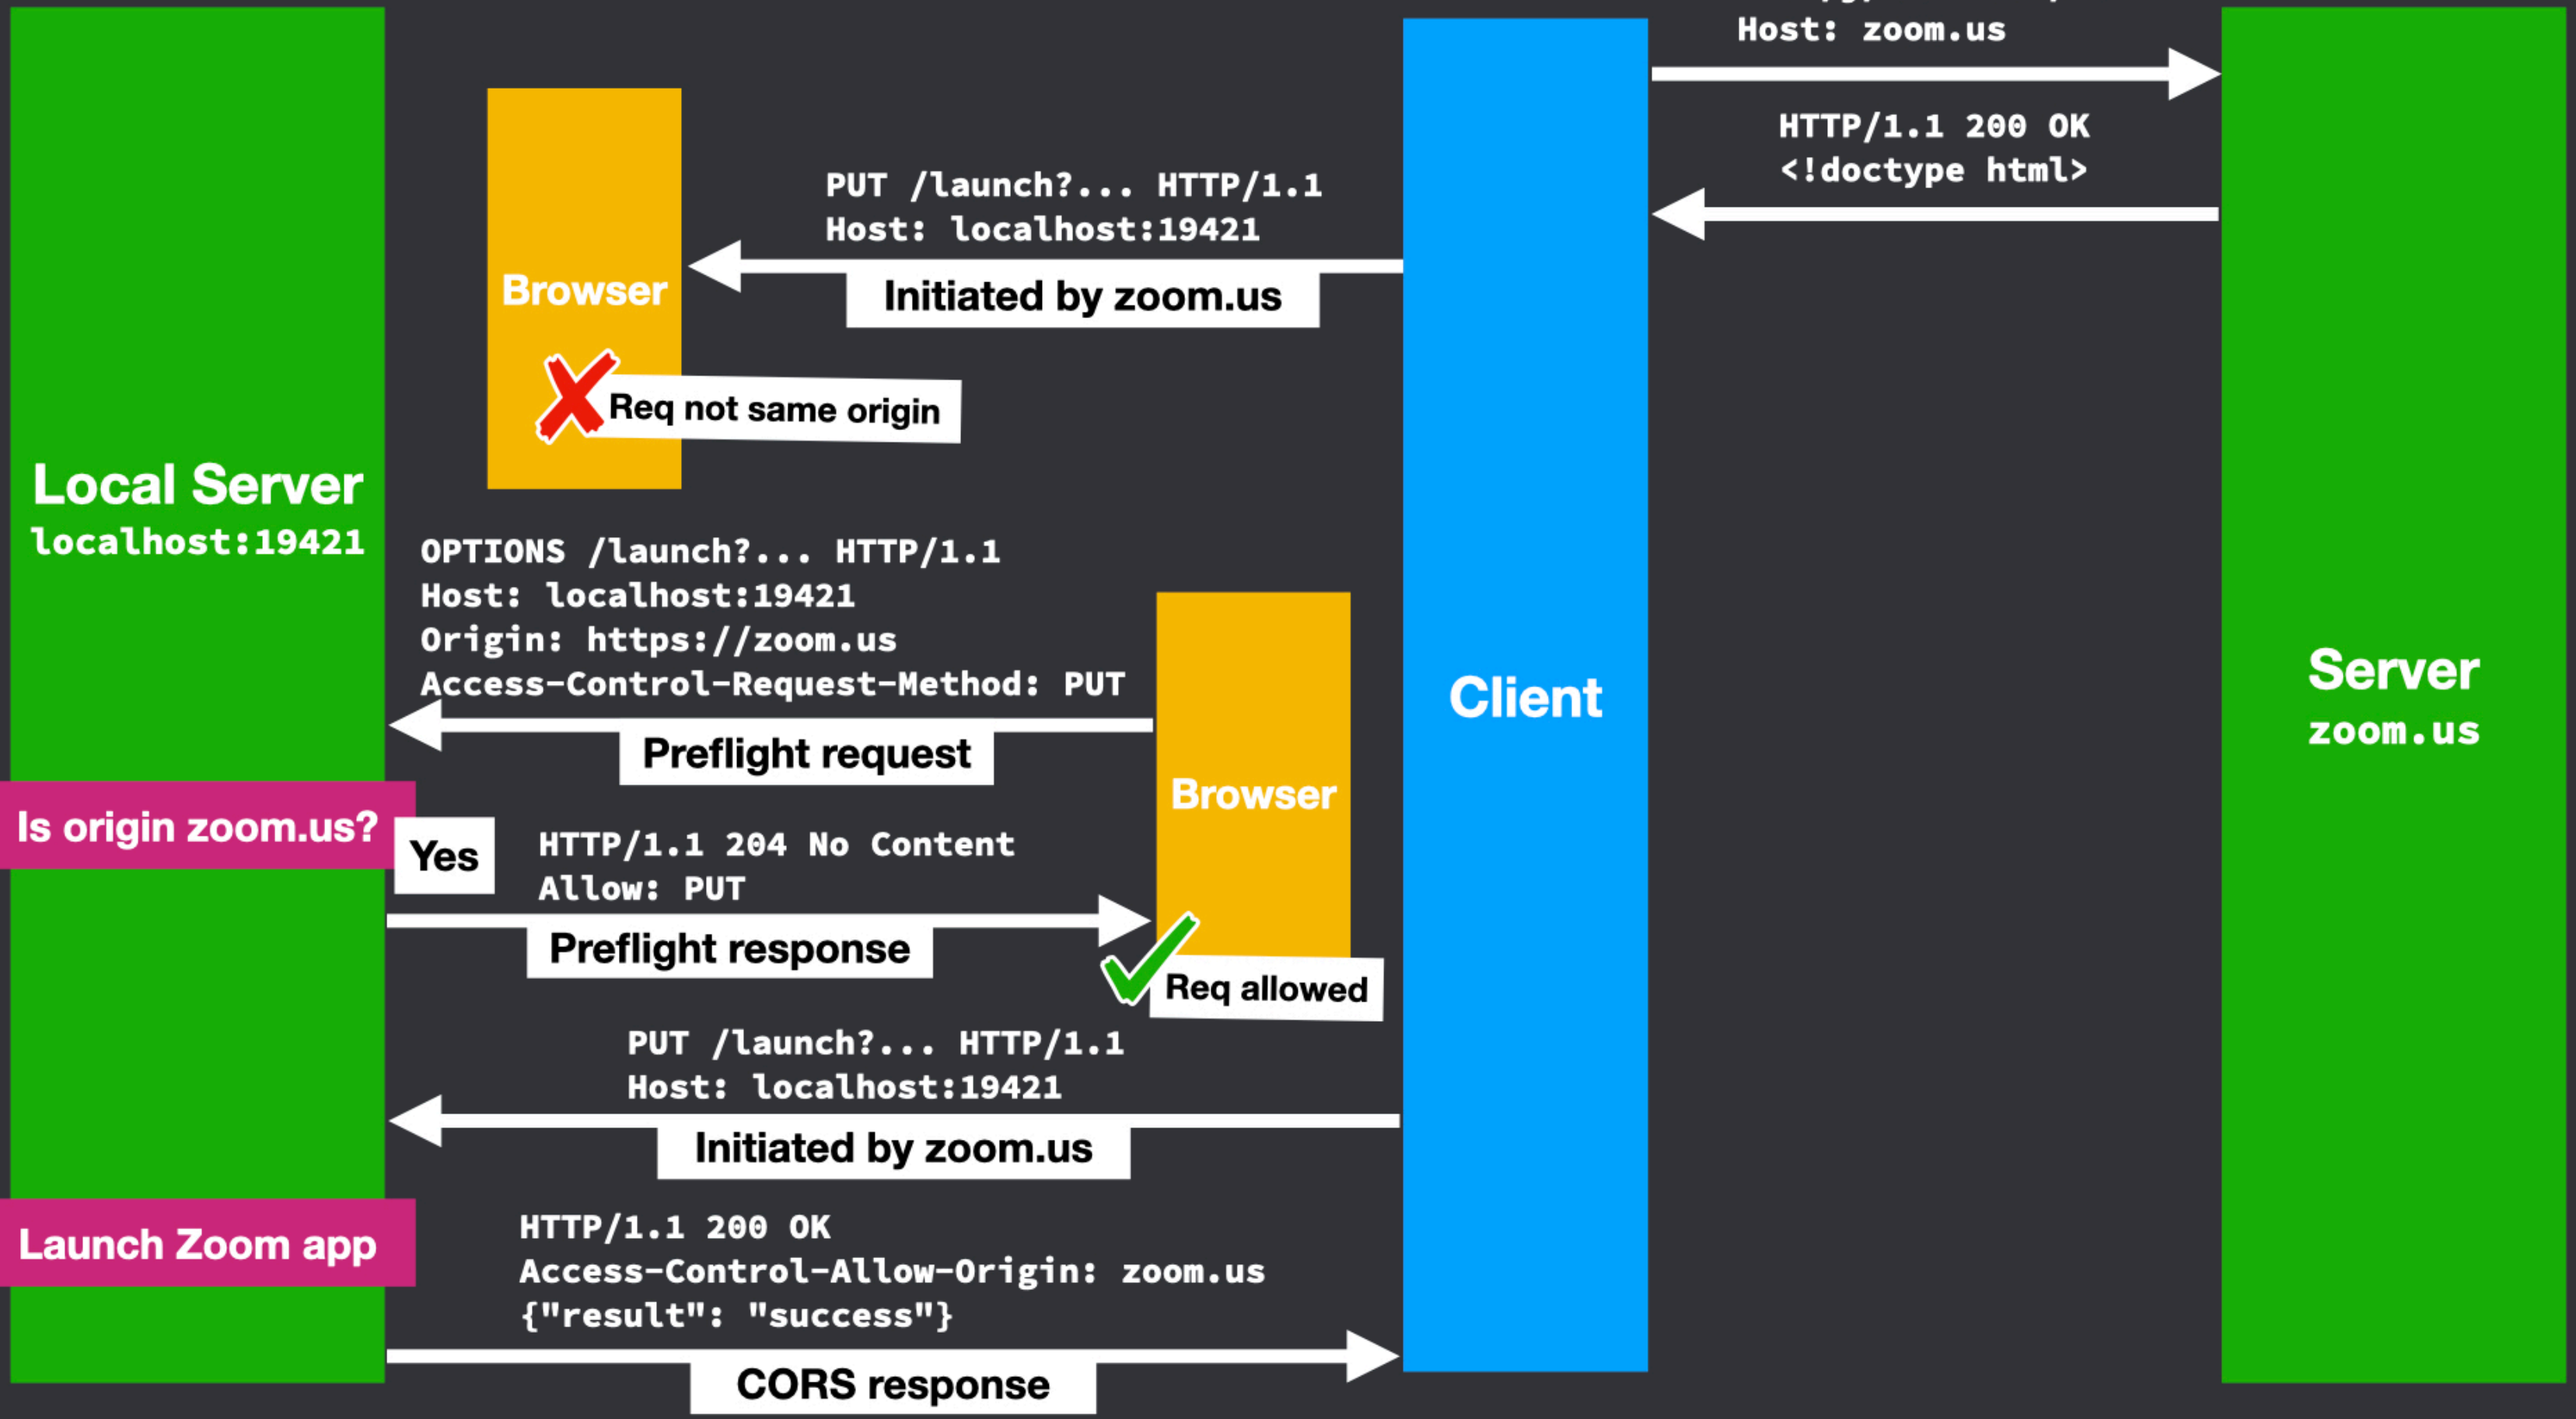 Host: zoom.us
HTTP/1.1 200 OK
<!doctype html>
PUT /launch?... HTTP/1.1
Host: localhost:19421
Initiated by zoom.us
Browser
Req not same origin
Local Server
localhost:19421
OPTIONS /launch?... HTTP/1.1
Host: localhost:19421
Origin: https://zoom.us
Access-Control-Request-Method: PUT
Preflight request
Client
Server
zoom.us
Browser
Is origin zoom.us?
Yes
HTTP/1.1 204 No Content
Allow: PUT
Preflight response
Req allowed
PUT /launch?... HTTP/1.1
Host: localhost:19421
Initiated by zoom.us
Launch Zoom app
HTTP/1.1 200 OK
Access-Control-Allow-Origin: zoom.us
{"result": "success"}
CORS response